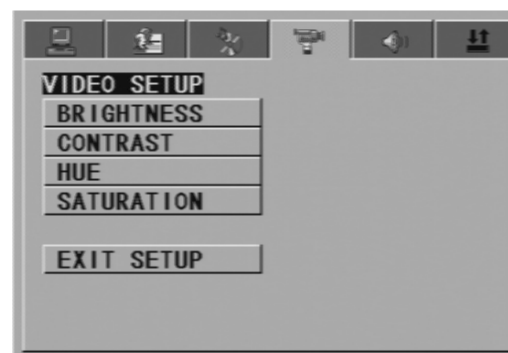 VIDEO SETUP
BRIGHTNESS
CONTRAST
HUE
SATURATION
EXIT SETUP